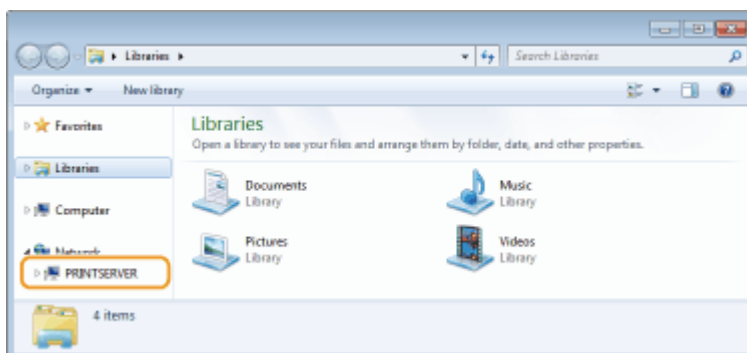 Libraries
Search Libraries
Organize
New library
Favorites
Libraries
Computer
Network
PRINTSERVER
Libraries
Open a library to see your files and arrange them by folder, date, and other properties.
Documents
Library
Music
Library
Pictures
Library
Videos
Library
4 items